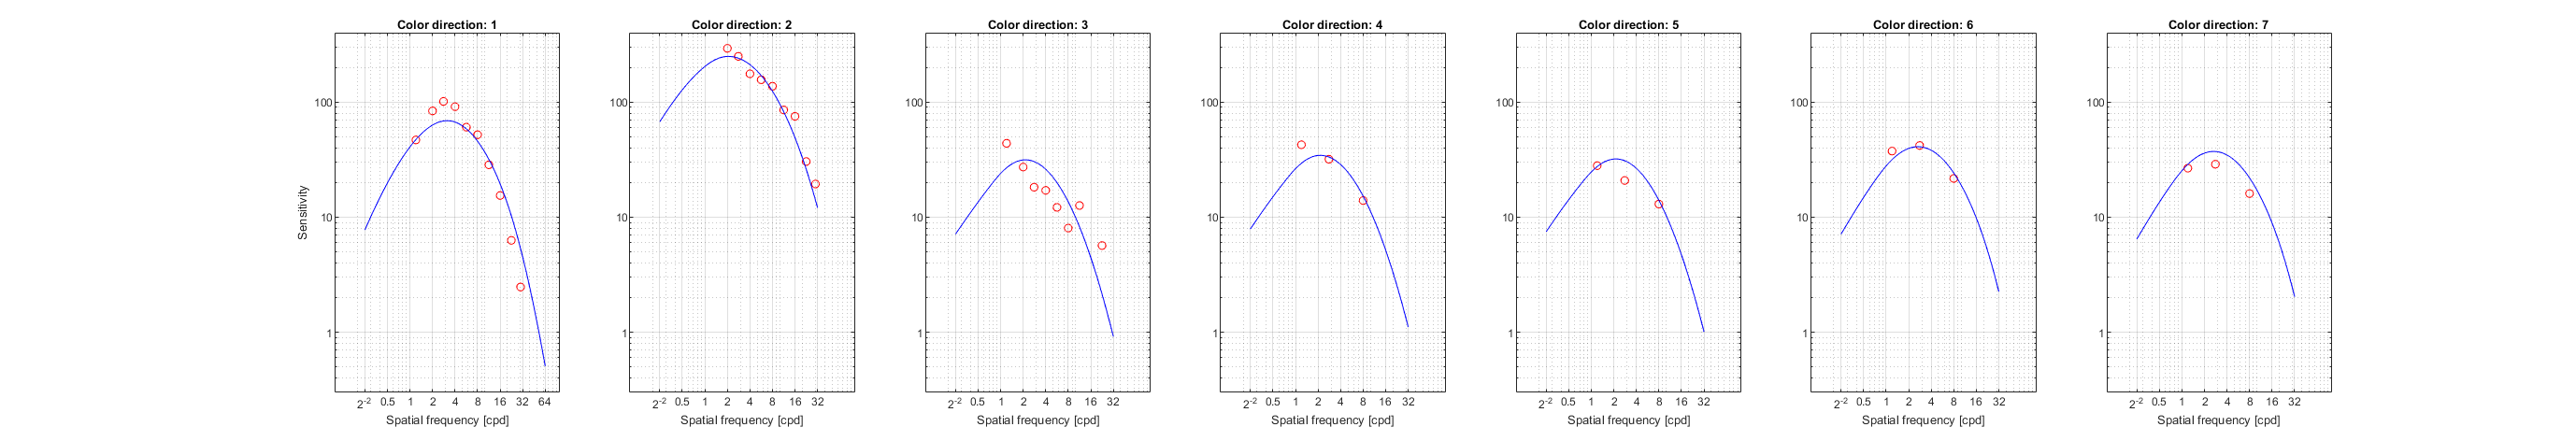 Color direction: 1
Color direction: 2
Color direction: 3
Color direction: 4
Color direction: 5
Color direction: 6
Color direction: 7
Sensitivity
100
10
1
100
10
1
100
10
1
100
10
1
100
10
1
100
10
1
100
10
1
2^-2 0.5 1 2 4 8 16 32 64
2^-2 0.5 1 2 4 8 16 32
2^-2 0.5 1 2 4 8 16 32
2^-2 0.5 1 2 4 8 16 32
2^-2 0.5 1 2 4 8 16 32
2^-2 0.5 1 2 4 8 16 32
2^-2 0.5 1 2 4 8 16 32
Spatial frequency [cpd]
Spatial frequency [cpd]
Spatial frequency [cpd]
Spatial frequency [cpd]
Spatial frequency [cpd]
Spatial frequency [cpd]
Spatial frequency [cpd]